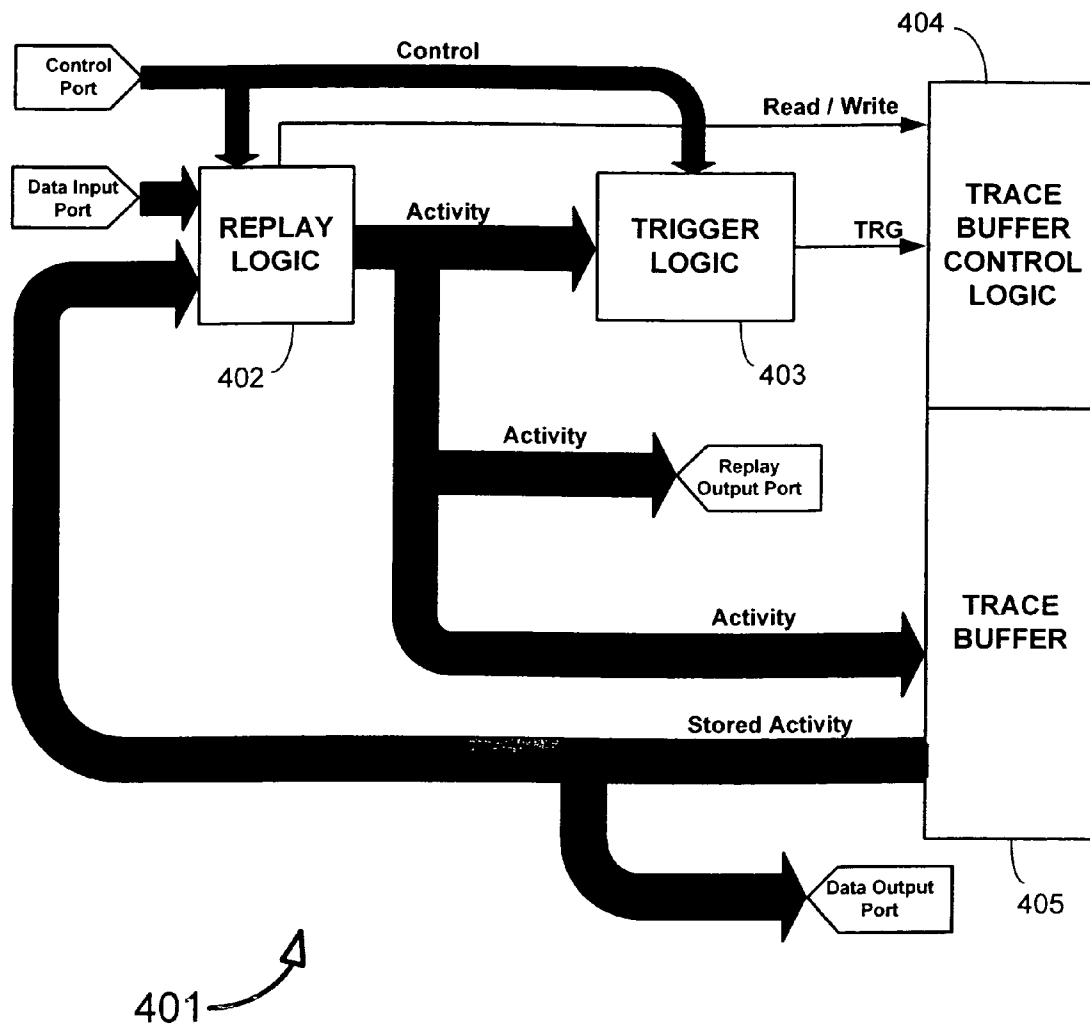 404
Control
Control
Port
Read / Write
Data Input
Port
REPLAY
LOGIC
Activity
TRIGGER
LOGIC
TRG
TRACE
BUFFER
CONTROL
LOGIC
402
403
Activity
Replay
Output Port
Activity
TRACE
BUFFER
Stored Activity
Data Output
Port
405
401